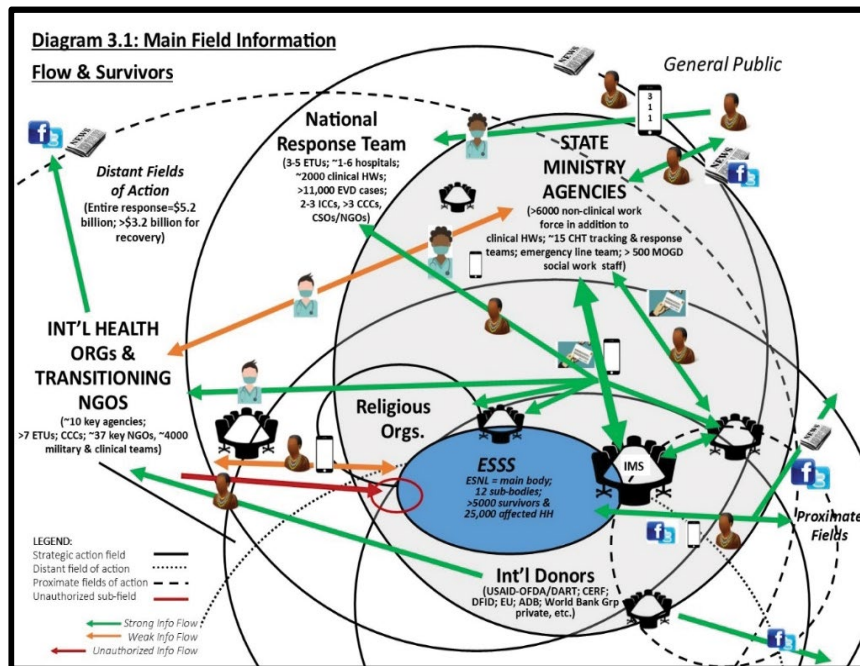 Diagram 3.1: Main Field Information
Flow & Survivors
General Public
NEWS
3
1
1
NEWS
f
NEWS
Distant Fields
of Action
(Entire response=$5.2
billion; >$3.2 billion for
recovery)
National
Response Team
(3-5 ETUs; ~1-6 hospitals;
~2000 clinical HWs;
>11,000 EVD cases;
2-3 ICCs, >3 CCCs,
CSOs/NGOs)
STATE
MINISTRY
AGENCIES
(>6000 non-clinical work
force in addition to
clinical HWs; ~15 CHT tracking & response
teams; emergency line team; > 500 MOGD
social work staff)
NEWS
f
INT'L HEALTH
ORGs &
TRANSITIONING
NGOS
(~10 key agencies;
>7 ETUs; CCCs; ~37 key NGOs, ~4000
military & clinical teams)
Religious
Orgs.
ESSS
ESNL = main body;
12 sub-bodies;
>5000 survivors &
25,000 affected HH
IMS
NEWS
f
f
Proximate
Fields
Int'l Donors
(USAID-OFDA/DART; CERF;
DFID; EU; ADB; World Bank Grp
private, etc.)
f
LEGEND:
Strategic action field
Distant field of action
Proximate fields of action
Unauthorized sub-field
Strong Info Flow
Weak Info Flow
Unauthorized Info Flow